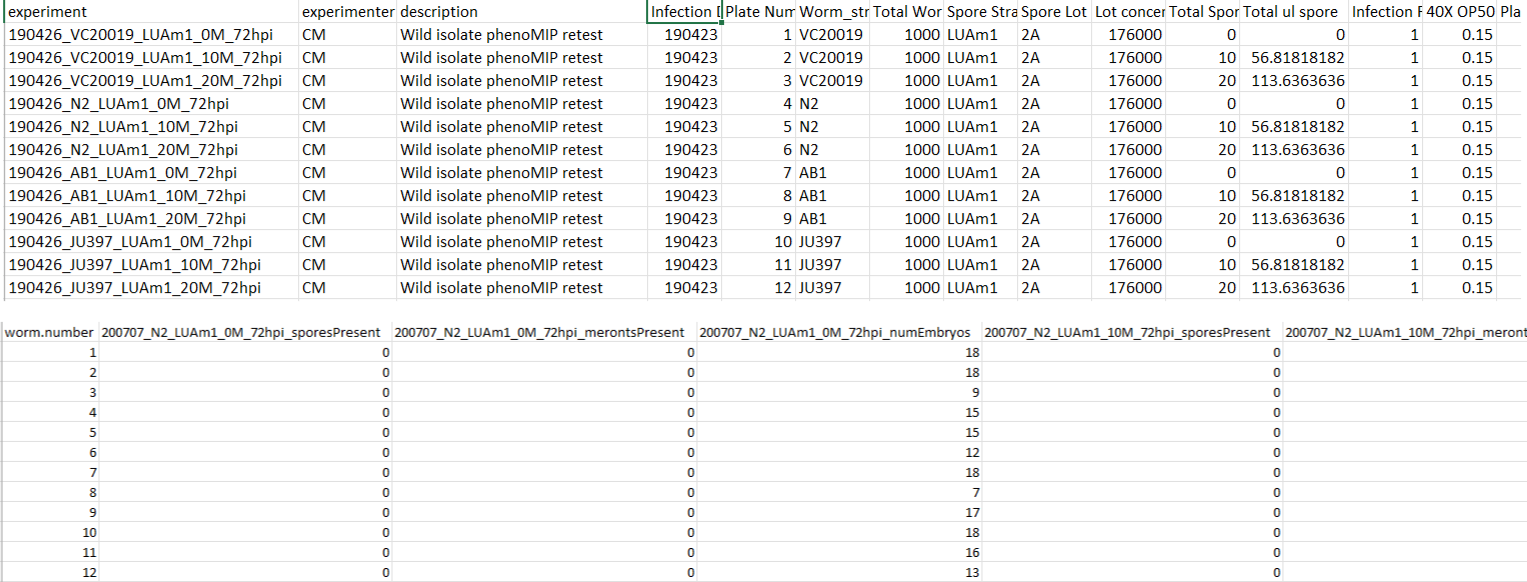 experiment experimenter description Infection D Plate Num Worm_str Total Wor Spore Stra Spore Lot Lot concer Total Spor Total ul spore Infection F 40X OP50 Pla
190426_VC20019_LUAm1_0M_72hpi CM Wild isolate phenoMIP retest 190423 1 VC20019 1000 LUAm1 2A 176000 0 0 1 0.15
190426_VC20019_LUAm1_10M_72hpi CM Wild isolate phenoMIP retest 190423 2 VC20019 1000 LUAm1 2A 176000 10 56.81818182 1 0.15
190426_VC20019_LUAm1_20M_72hpi CM Wild isolate phenoMIP retest 190423 3 VC20019 1000 LUAm1 2A 176000 20 113.6363636 1 0.15
190426_N2_LUAm1_0M_72hpi CM Wild isolate phenoMIP retest 190423 4 N2 1000 LUAm1 2A 176000 0 0 1 0.15
190426_N2_LUAm1_10M_72hpi CM Wild isolate phenoMIP retest 190423 5 N2 1000 LUAm1 2A 176000 10 56.81818182 1 0.15
190426_N2_LUAm1_20M_72hpi CM Wild isolate phenoMIP retest 190423 6 N2 1000 LUAm1 2A 176000 20 113.6363636 1 0.15
190426_AB1_LUAm1_0M_72hpi CM Wild isolate phenoMIP retest 190423 7 AB1 1000 LUAm1 2A 176000 0 0 1 0.15
190426_AB1_LUAm1_10M_72hpi CM Wild isolate phenoMIP retest 190423 8 AB1 1000 LUAm1 2A 176000 10 56.81818182 1 0.15
190426_AB1_LUAm1_20M_72hpi CM Wild isolate phenoMIP retest 190423 9 AB1 1000 LUAm1 2A 176000 20 113.6363636 1 0.15
190426_JU397_LUAm1_0M_72hpi CM Wild isolate phenoMIP retest 190423 10 JU397 1000 LUAm1 2A 176000 0 0 1 0.15
190426_JU397_LUAm1_10M_72hpi CM Wild isolate phenoMIP retest 190423 11 JU397 1000 LUAm1 2A 176000 10 56.81818182 1 0.15
190426_JU397_LUAm1_20M_72hpi CM Wild isolate phenoMIP retest 190423 12 JU397 1000 LUAm1 2A 176000 20 113.6363636 1 0.15
worm.number 200707_N2_LUAm1_0M_72hpi_sporesPresent 200707_N2_LUAm1_0M_72hpi_merontsPresent 200707_N2_LUAm1_0M_72hpi_numEmbryos 200707_N2_LUAm1_10M_72hpi_sporesPresent 200707_N2_LUAm1_10M_72hpi_meront
1 0 0 18 0
2 0 0 18 0
3 0 0 9 0
4 0 0 15 0
5 0 0 15 0
6 0 0 12 0
7 0 0 18 0
8 0 0 7 0
9 0 0 17 0
10 0 0 18 0
11 0 0 16 0
12 0 0 13 0